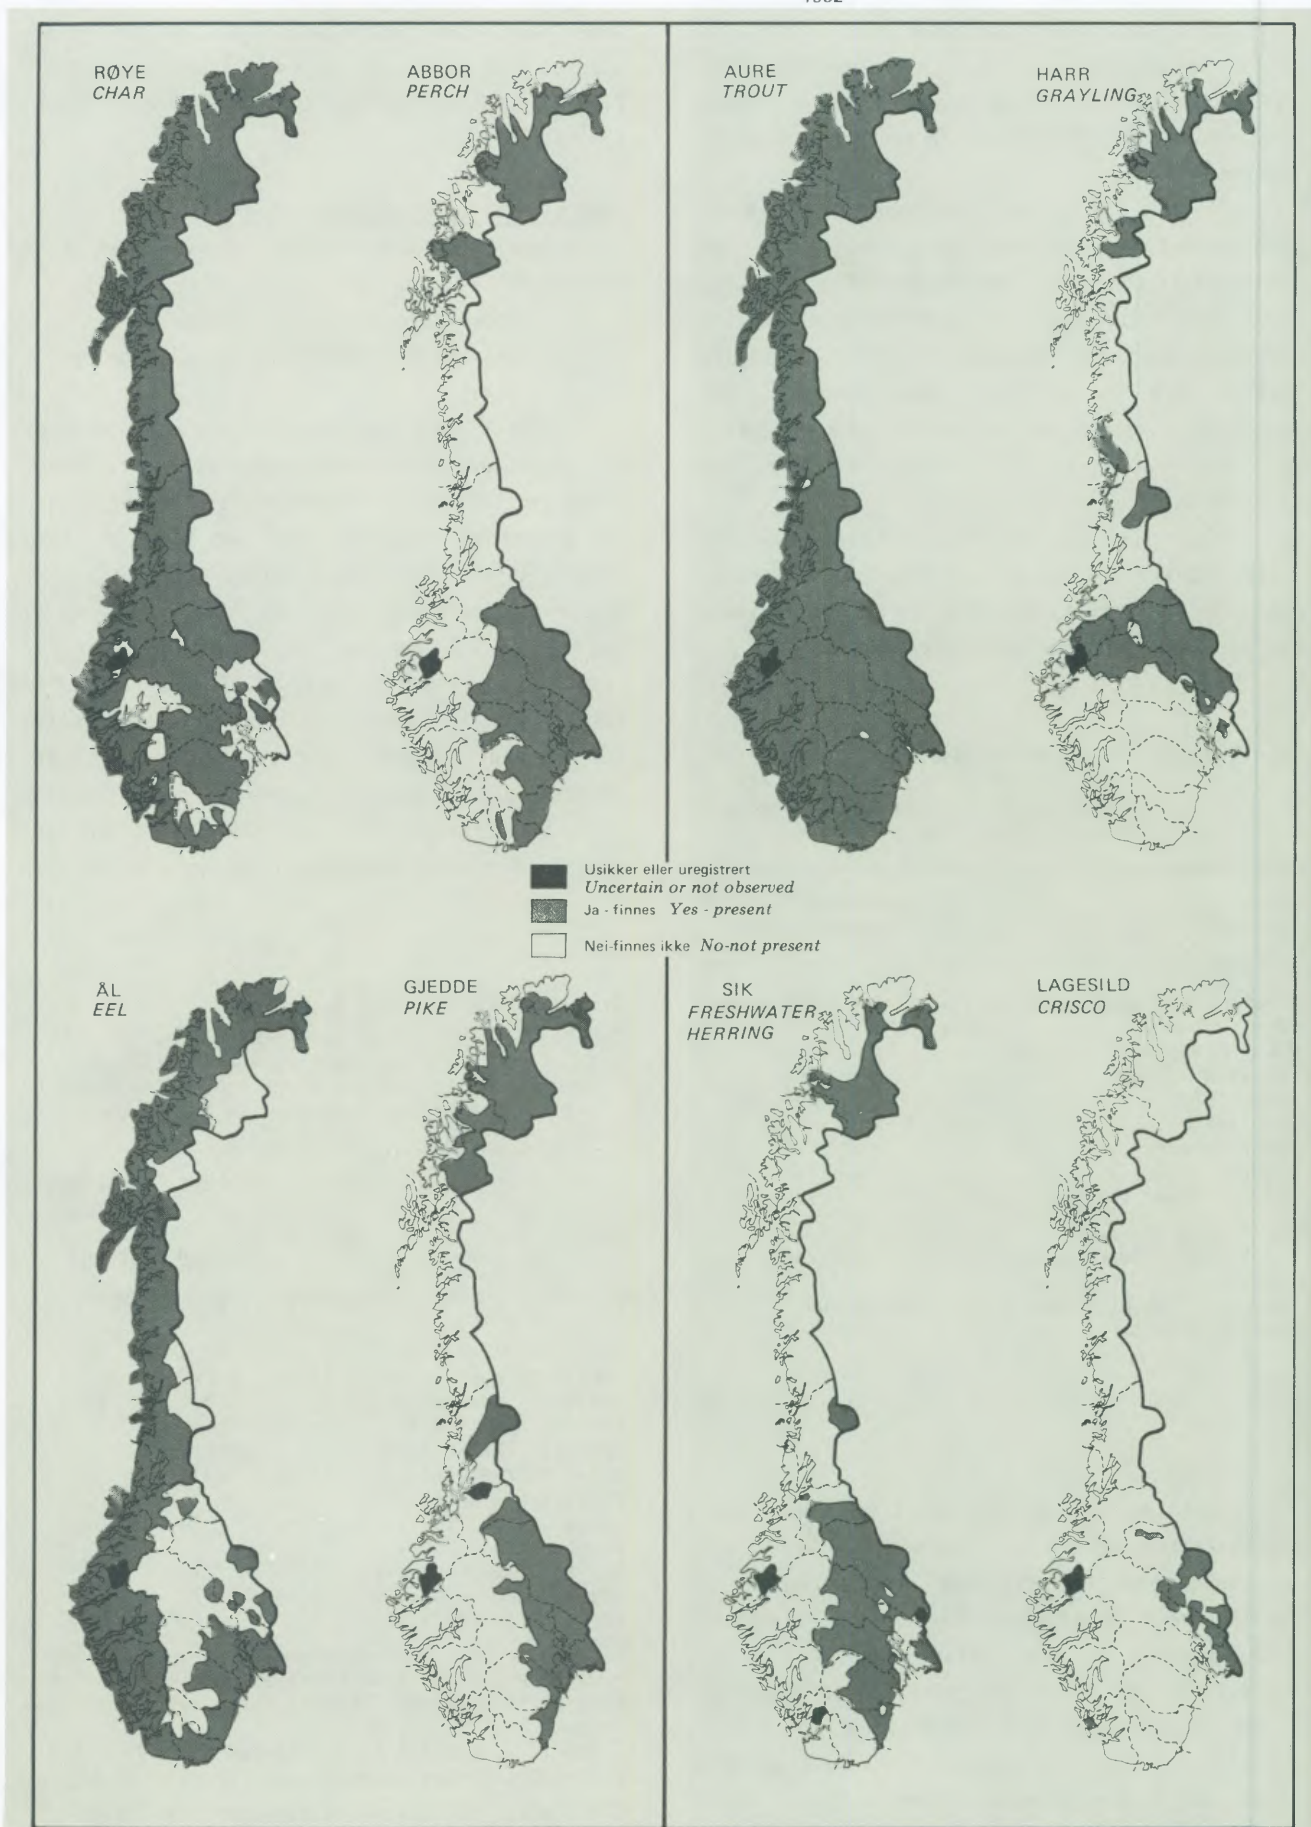 RØYE
CHAR
ABBOR
PERCH
AURE
TROUT
HARR
GRAYLING
Usikker eller uregistrert
Uncertain or not observed
Ja - finnes Yes - present
Nei-finnes ikke No-not present
ÅL
EEL
GJEDDE
PIKE
SIK
FRESHWATER
HERRING
LAGESILD
CRISCO